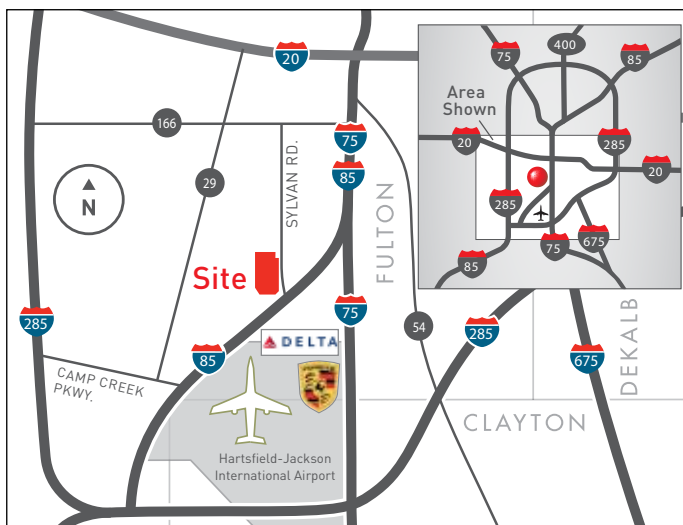 20
166
29
SYLVAN RD.
75
85
FULTON
N
Site
285
75
54
285
85
DELTA
675
DEKALB
CAMP CREEK
PKWY.
CLAYTON
Hartsfield-Jackson
International Airport
75
400
85
Area
Shown
20
285
20
285
85
75
675